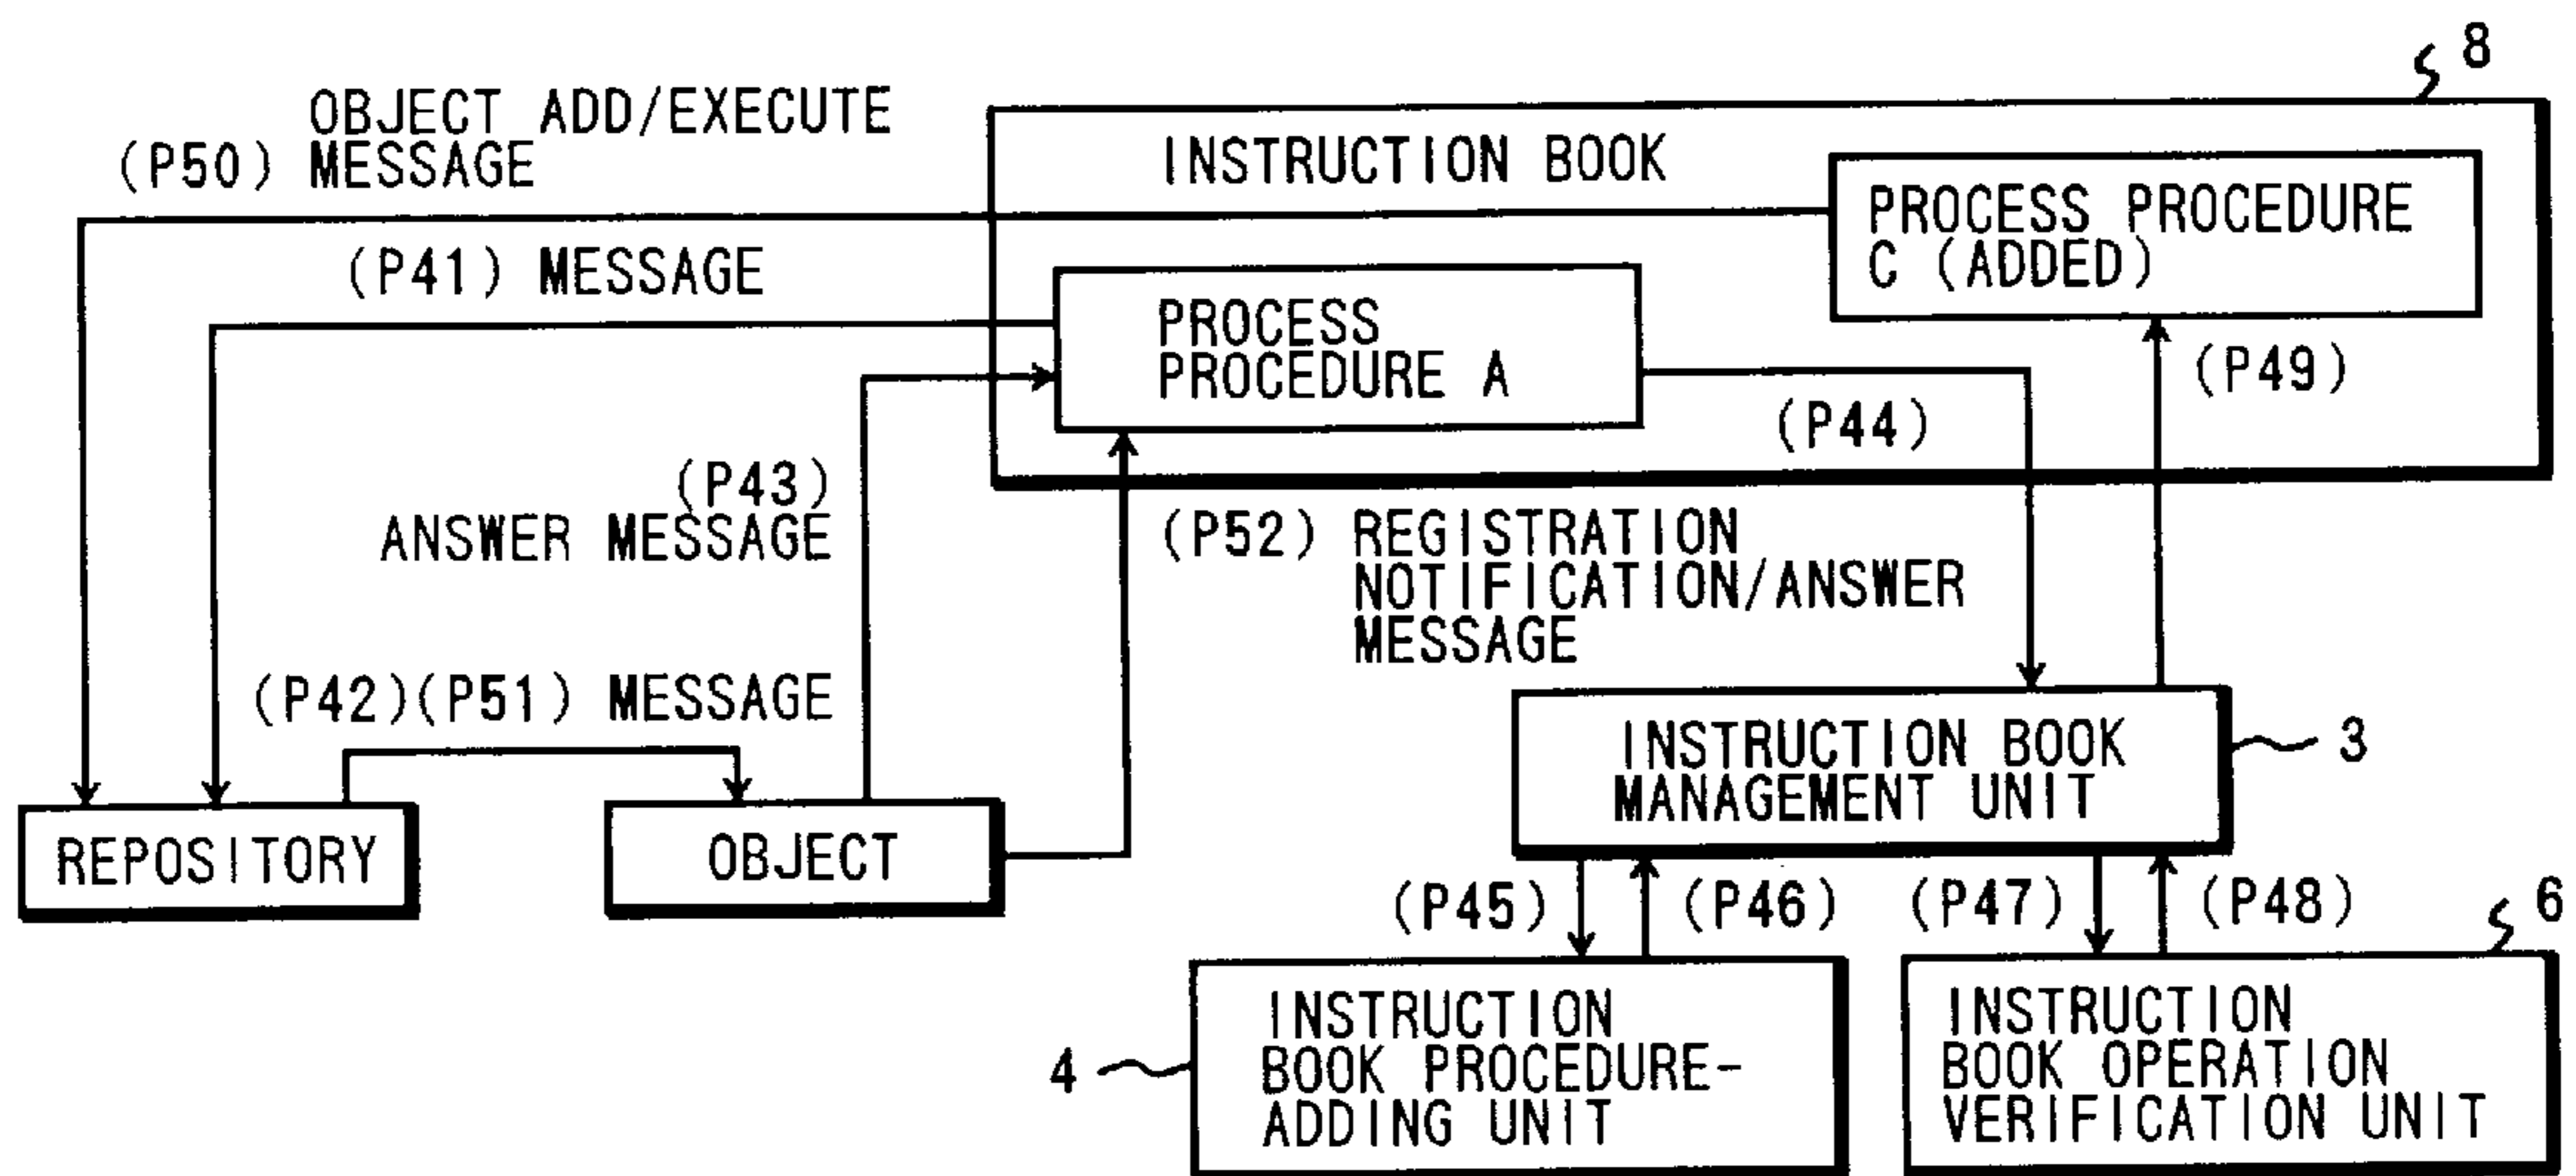 8
OBJECT ADD/EXECUTE
(P50) MESSAGE
INSTRUCTION BOOK
PROCESS PROCEDURE
C (ADDED)
(P41) MESSAGE
PROCESS
PROCEDURE A
(P49)
(P44)
(P43)
ANSWER MESSAGE
(P52) REGISTRATION
NOTIFICATION/ANSWER
MESSAGE
(P42)(P51) MESSAGE
INSTRUCTION BOOK
MANAGEMENT UNIT
3
REPOSITORY
OBJECT
(P45)
(P46)
(P47)
(P48)
6
4
INSTRUCTION
BOOK PROCEDURE-
ADDING UNIT
INSTRUCTION
BOOK OPERATION
VERIFICATION UNIT